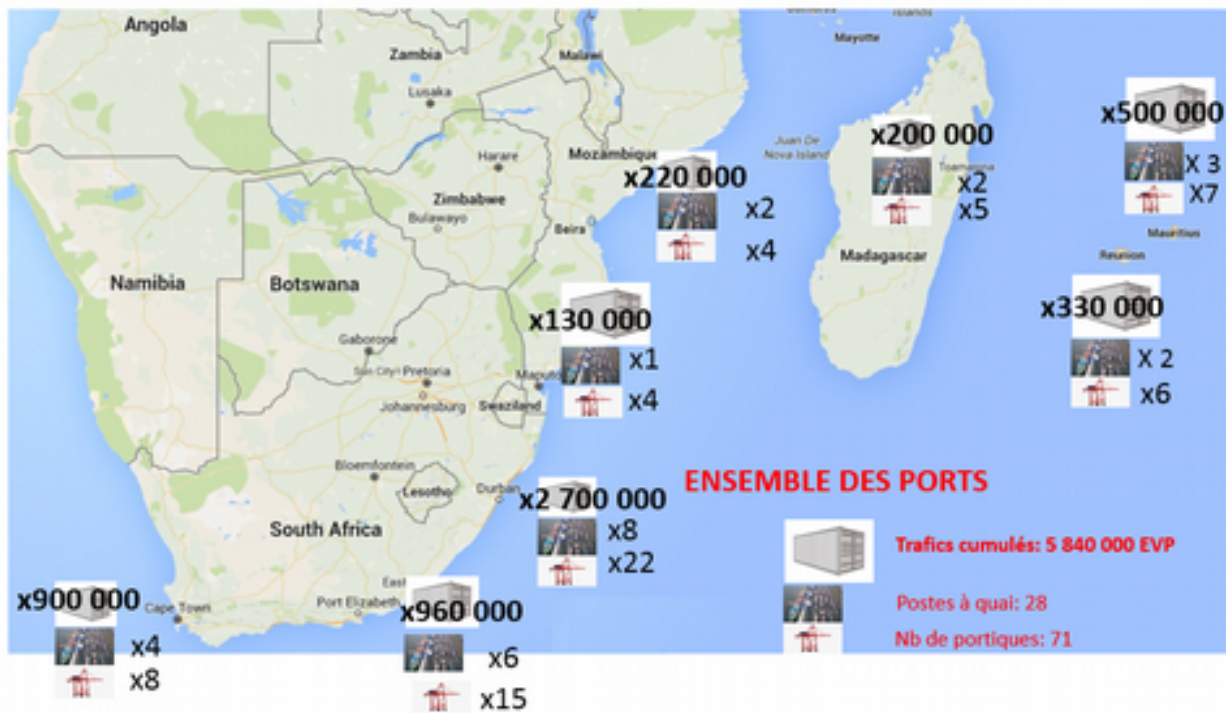 Angola
Zambia
Malawi
Mayotte
Islands
Lusaka
Harare
Mozambique
Juan De
Nova Island
x200 000
x500 000
X 3
X7
x220 000
x2
x4
Toamasina
x2
x5
Zimbabwe
Bulawayo
Beira
Namibia
Botswana
Madagascar
Mauritius
Reunion
x130 000
x1
x4
x330 000
X 2
x6
Gaborone
Sun City
Pretoria
Maputo
Johannesburg
Swaziland
Bloemfontein
Lesotho
Durban
x2 700 000
x8
x22
ENSEMBLE DES PORTS
South Africa
Trafics cumulés: 5 840 000 EVP
Postes à quai: 28
Nb de portiques: 71
x900 000
Cape Town
x4
x8
East
Port Elizabeth
x960 000
x6
x15